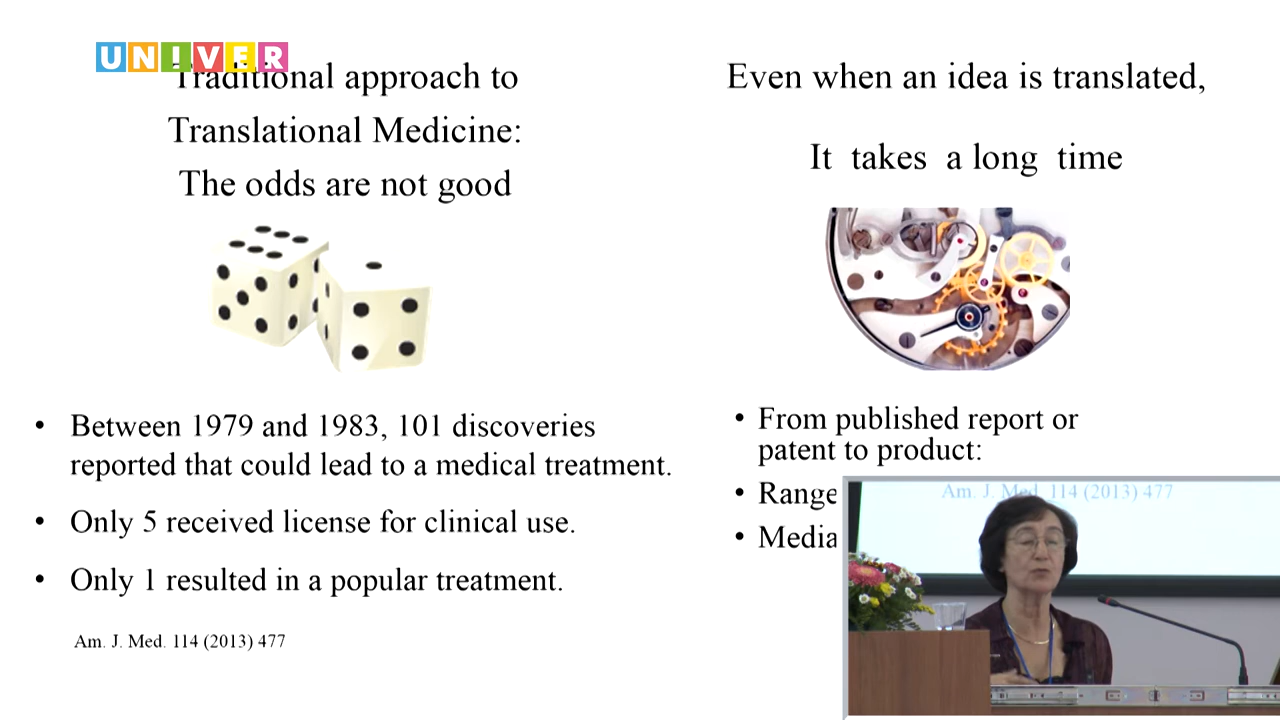 UNIVER
Traditional approach to
Translational Medicine:
The odds are not good
• Between 1979 and 1983, 101 discoveries
reported that could lead to a medical treatment.
• Only 5 received license for clinical use.
• Only 1 resulted in a popular treatment.
Am. J. Med. 114 (2013) 477
Even when an idea is translated,
It takes a long time
• From published report or
patent to product:
• Range
• Media
Am. J. Med. 114 (2013) 477